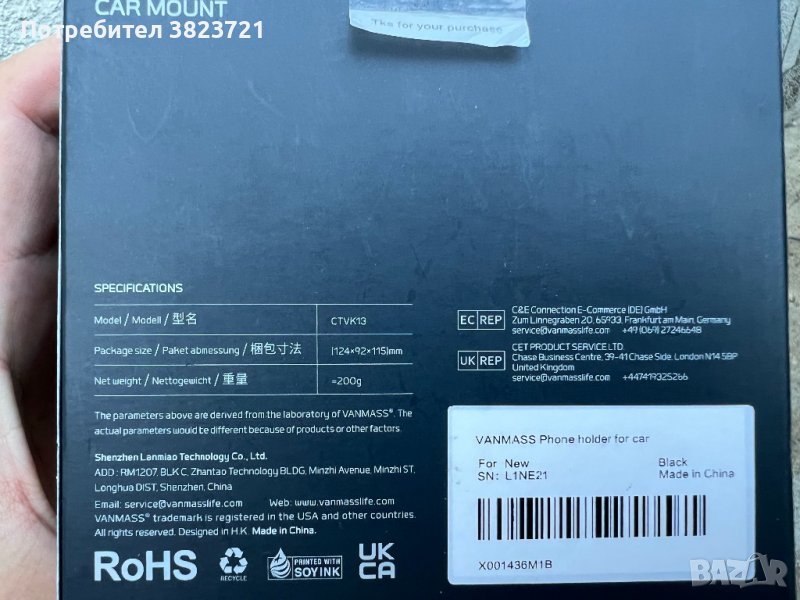 CAR MOUNT
Потребител 3823721
Tks for your purchase
SPECIFICATIONS
Model / Modell / 型名 CTVK13
Package size / Paket abmessung / 梱包寸法 (124×92×115)mm
Net weight / Nettogewicht / 重量 ≈200g
The parameters above are derived from the laboratory of VANMASS®. The
actual parameters would be different because of products or other factors.
Shenzhen Lanmiao Technology Co., Ltd.
ADD : RM1207. BLK C, Zhantao Technology BLDG, Minzhi Avenue, Minzhi ST,
Longhua DIST, Shenzhen, China
Email: service@vanmasslife.com Web: www.vanmasslife.com
VANMASS® trademark is registered in the USA and other countries.
All rights reserved. Designed in H.K. Made in China.
RoHS
RECYCLE
PRINTED WITH
SOY INK
UK
CA
EC REP
C&E Connection E-Commerce (DE) GmbH
Zum Linnegraben 20, 65933, Frankfurt am Main, Germany
service@vanmasslife.com +49 (069) 27246648
UK REP
CET PRODUCT SERVICE LTD.
Chase Business Centre, 39-41 Chase Side, London N14 5BP
United Kingdom
service@vanmasslife.com +447419325266
VANMASS Phone holder for car
For New Black
SN: L1NE21 Made in China
X001436M1B
BAZAR